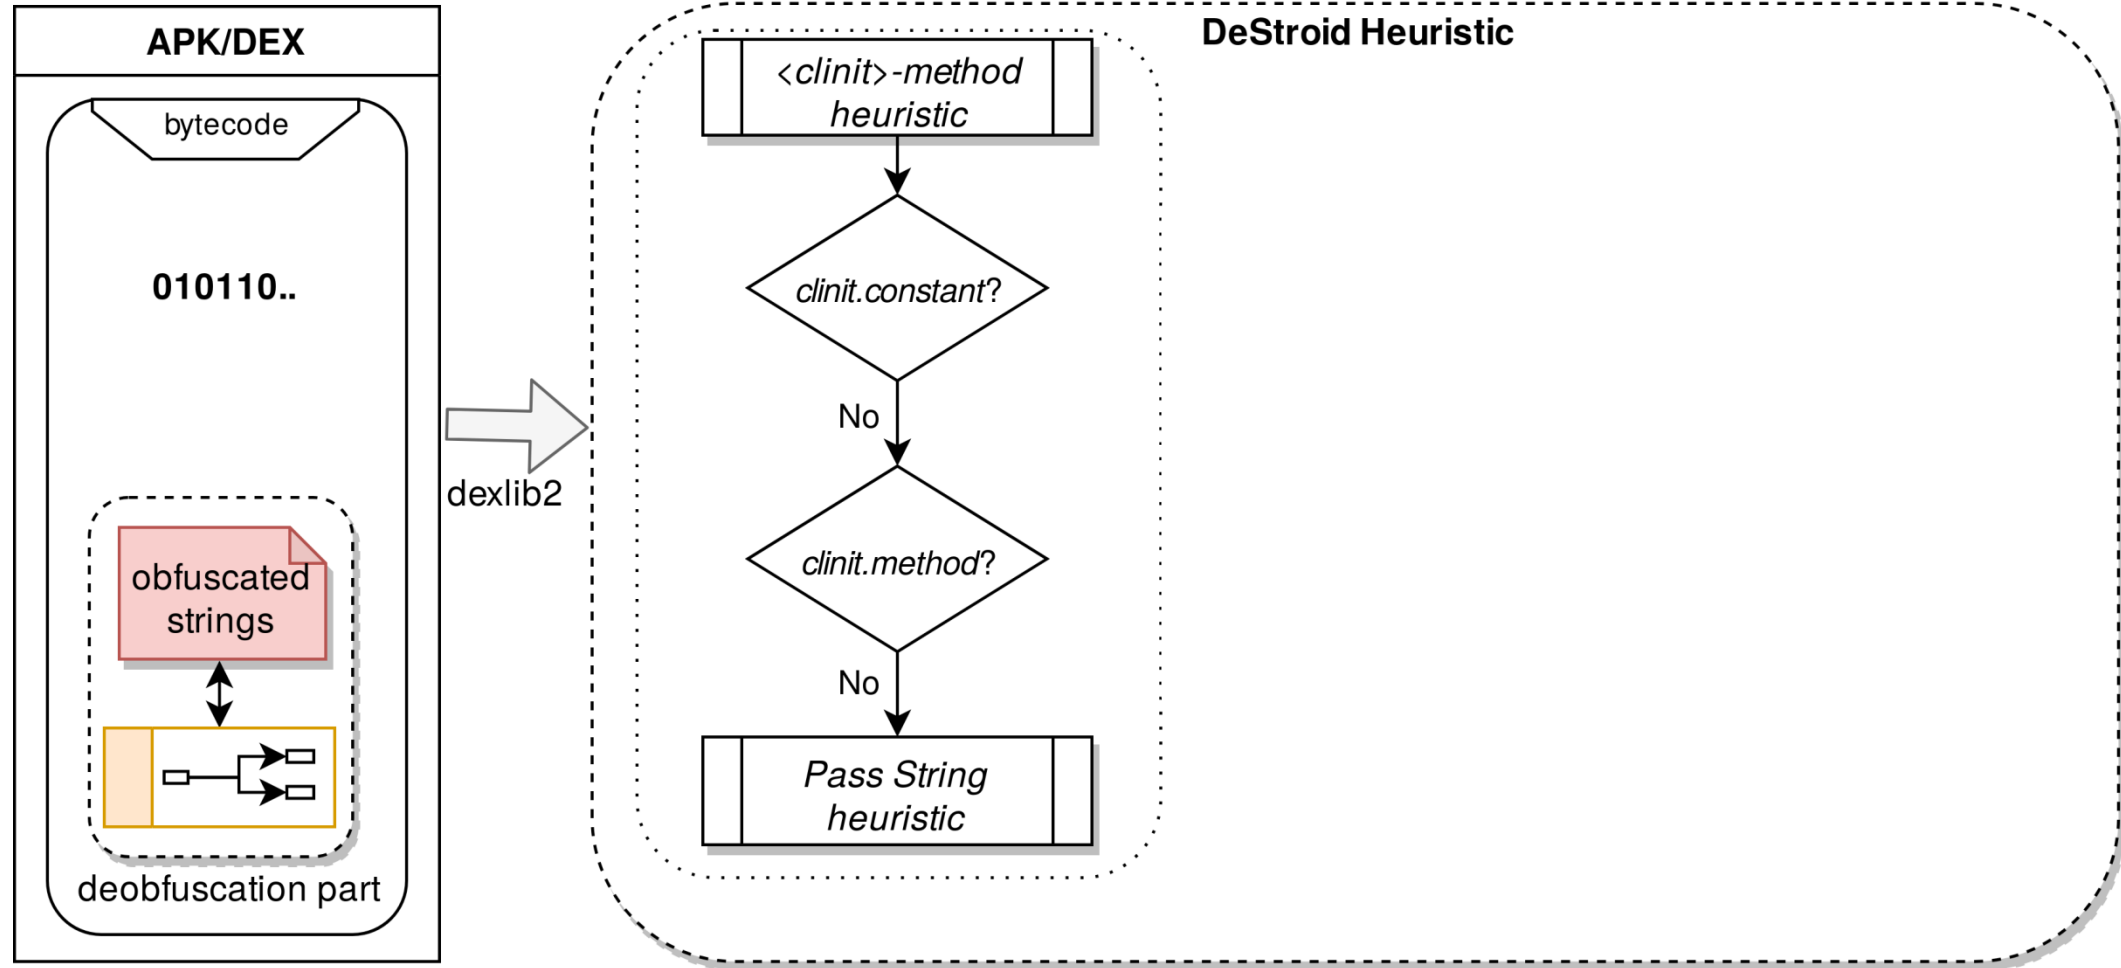 APK/DEX
bytecode
010110..
obfuscated
strings
deobfuscation part
dexlib2
DeStroid Heuristic
<clinit>-method
heuristic
clinit.constant?
No
clinit.method?
No
Pass String
heuristic